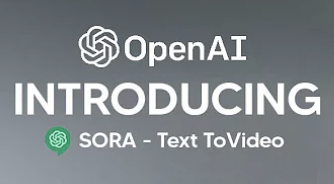 OpenAI
INTRODUCING
SORA - Text ToVideo